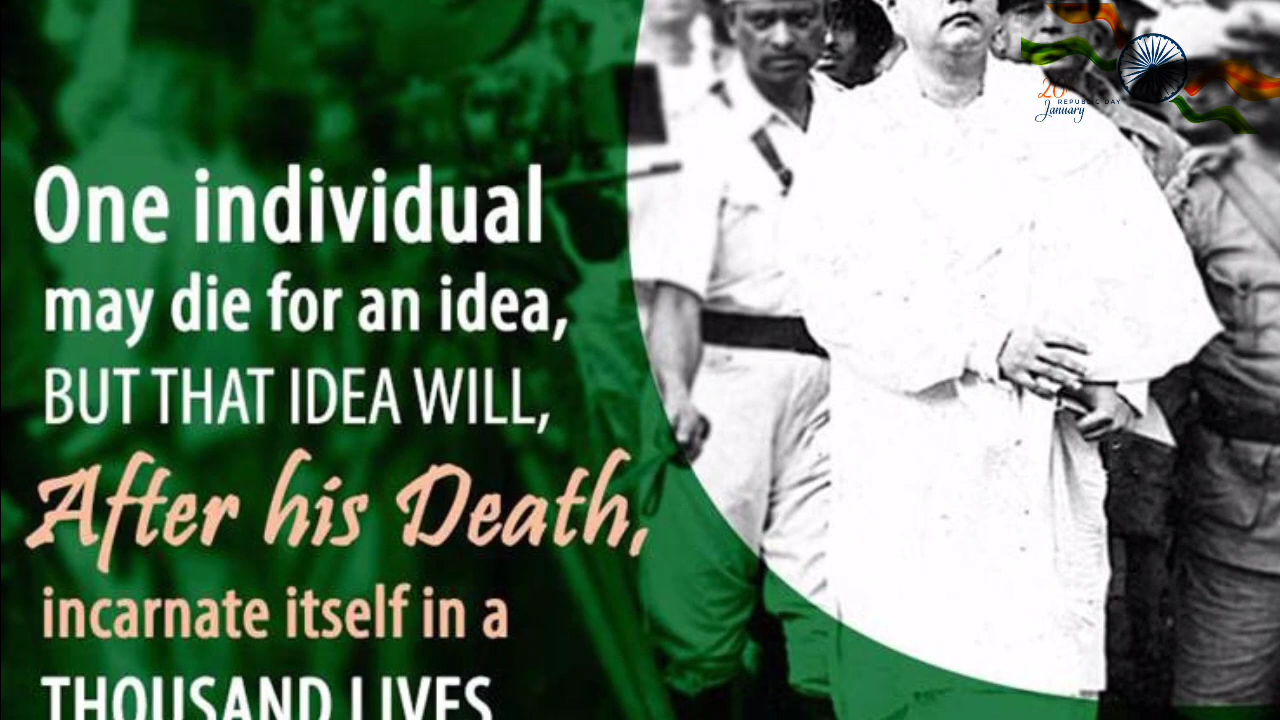 One individual
may die for an idea,
BUT THAT IDEA WILL,
After his Death,
incarnate itself in a
THOUSAND LIVES
26
REPUBLIC DAY
January